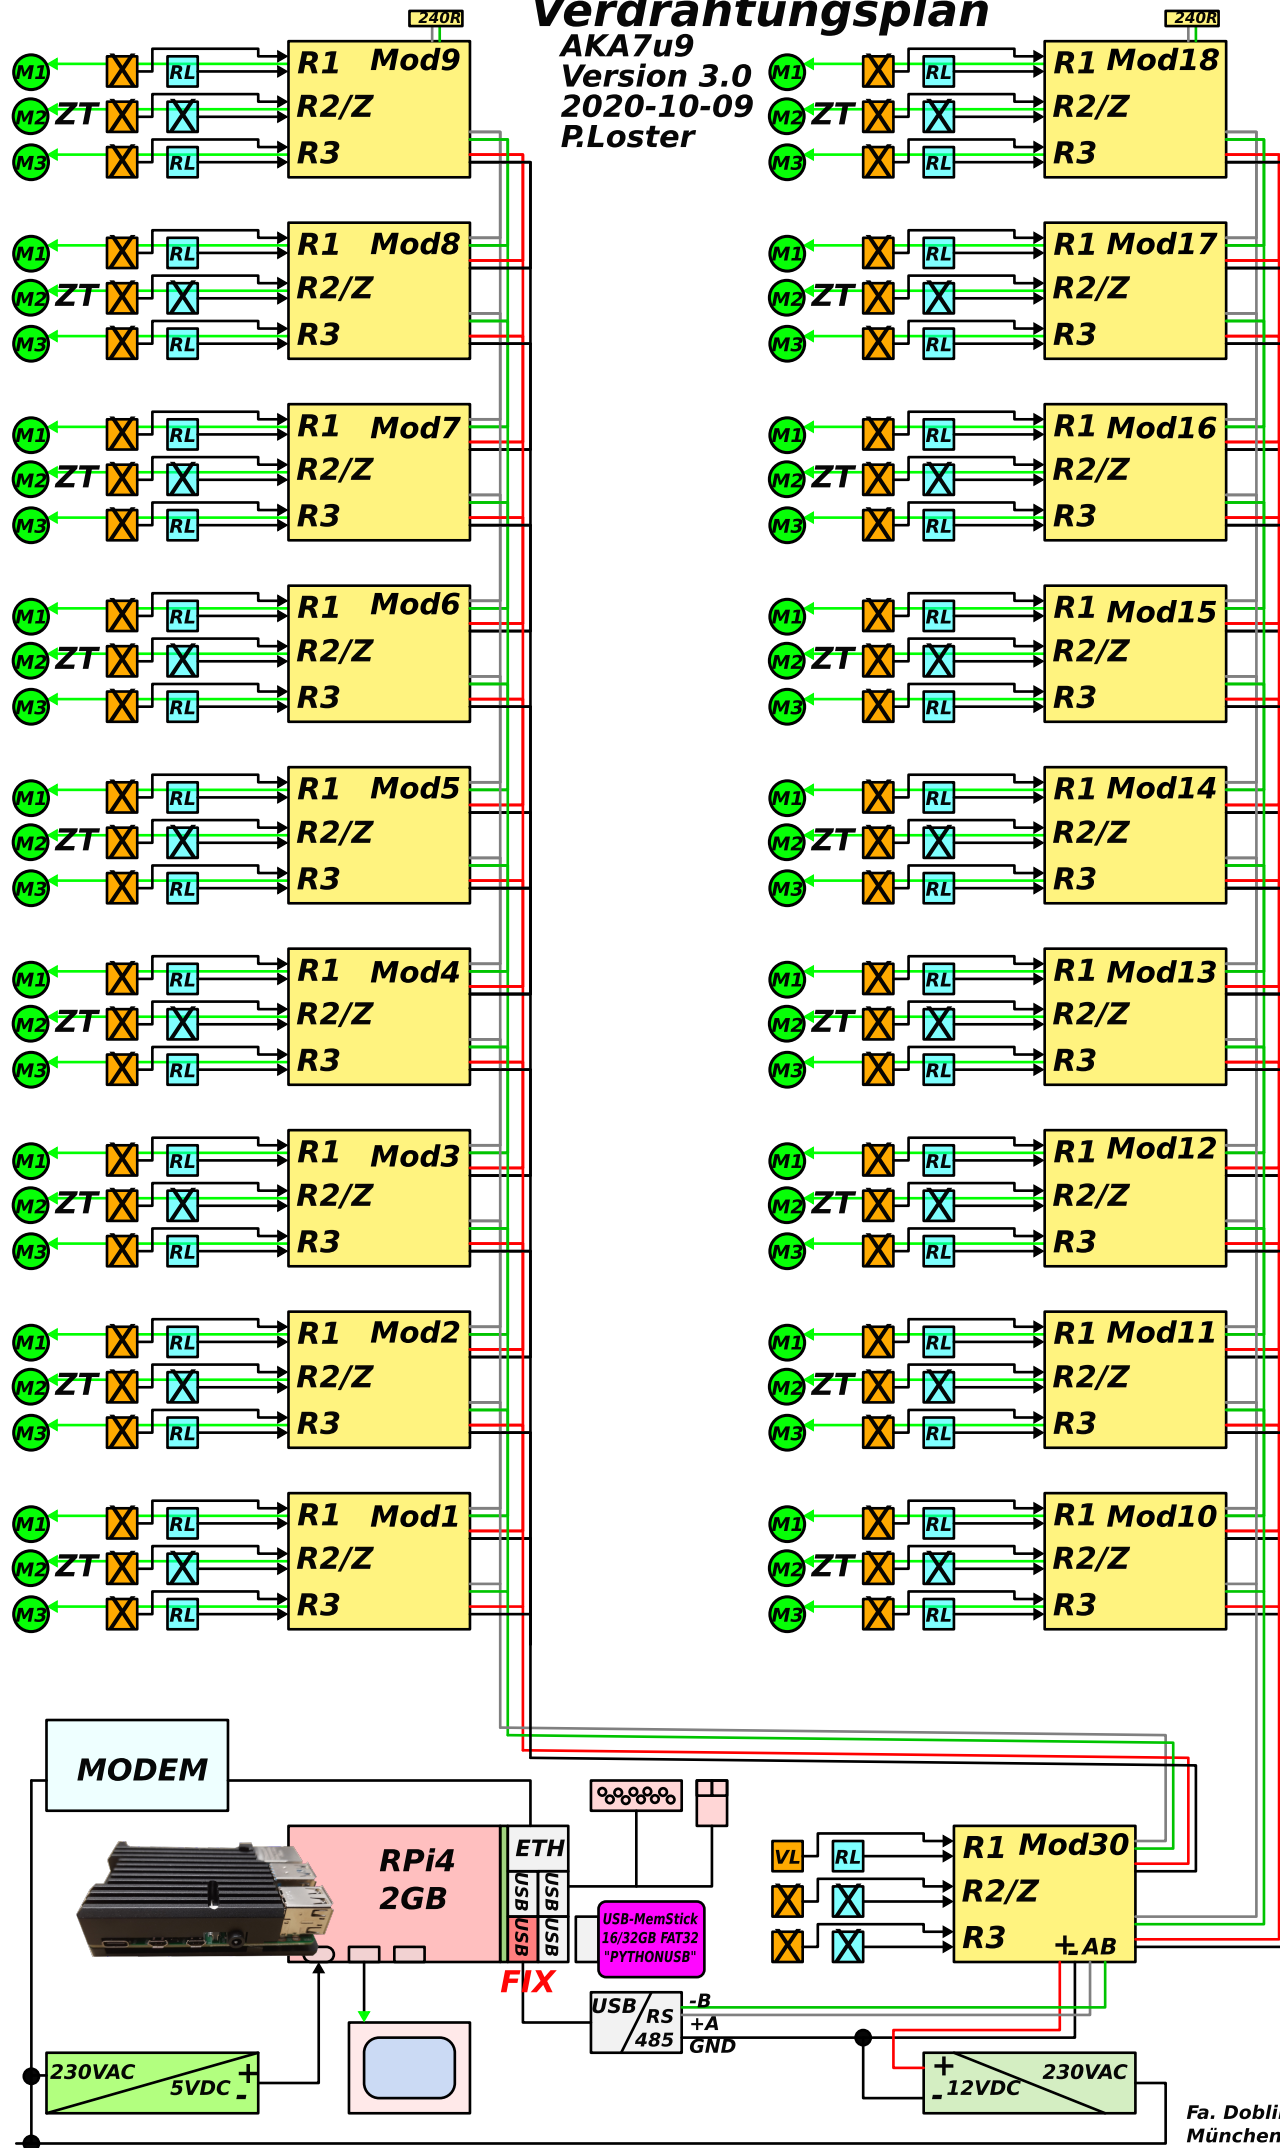 Verdrahtungsplan
AKA7u9
Version 3.0
2020-10-09
P.Loster
240R
M1 X RL R1 Mod9
M2 ZT X X R2/Z
M3 X RL R3
M1 X RL R1 Mod8
M2 ZT X X R2/Z
M3 X RL R3
M1 X RL R1 Mod7
M2 ZT X X R2/Z
M3 X RL R3
M1 X RL R1 Mod6
M2 ZT X X R2/Z
M3 X RL R3
M1 X RL R1 Mod5
M2 ZT X X R2/Z
M3 X RL R3
M1 X RL R1 Mod4
M2 ZT X X R2/Z
M3 X RL R3
M1 X RL R1 Mod3
M2 ZT X X R2/Z
M3 X RL R3
M1 X RL R1 Mod2
M2 ZT X X R2/Z
M3 X RL R3
M1 X RL R1 Mod1
M2 ZT X X R2/Z
M3 X RL R3
240R
M1 X RL R1 Mod18
M2 ZT X X R2/Z
M3 X RL R3
M1 X RL R1 Mod17
M2 ZT X X R2/Z
M3 X RL R3
M1 X RL R1 Mod16
M2 ZT X X R2/Z
M3 X RL R3
M1 X RL R1 Mod15
M2 ZT X X R2/Z
M3 X RL R3
M1 X RL R1 Mod14
M2 ZT X X R2/Z
M3 X RL R3
M1 X RL R1 Mod13
M2 ZT X X R2/Z
M3 X RL R3
M1 X RL R1 Mod12
M2 ZT X X R2/Z
M3 X RL R3
M1 X RL R1 Mod11
M2 ZT X X R2/Z
M3 X RL R3
M1 X RL R1 Mod10
M2 ZT X X R2/Z
M3 X RL R3
MODEM
RPi4
2GB
ETH
USB USB
USB USB
FIX
USB-MemStick
16/32GB FAT32
"PYTHONUSB"
VL RL R1 Mod30
X X R2/Z
X X R3
+ - A B
USB/RS
485
-B
+A
GND
230VAC
5VDC + -
+ 230VAC
- 12VDC
Fa. Dobli
München